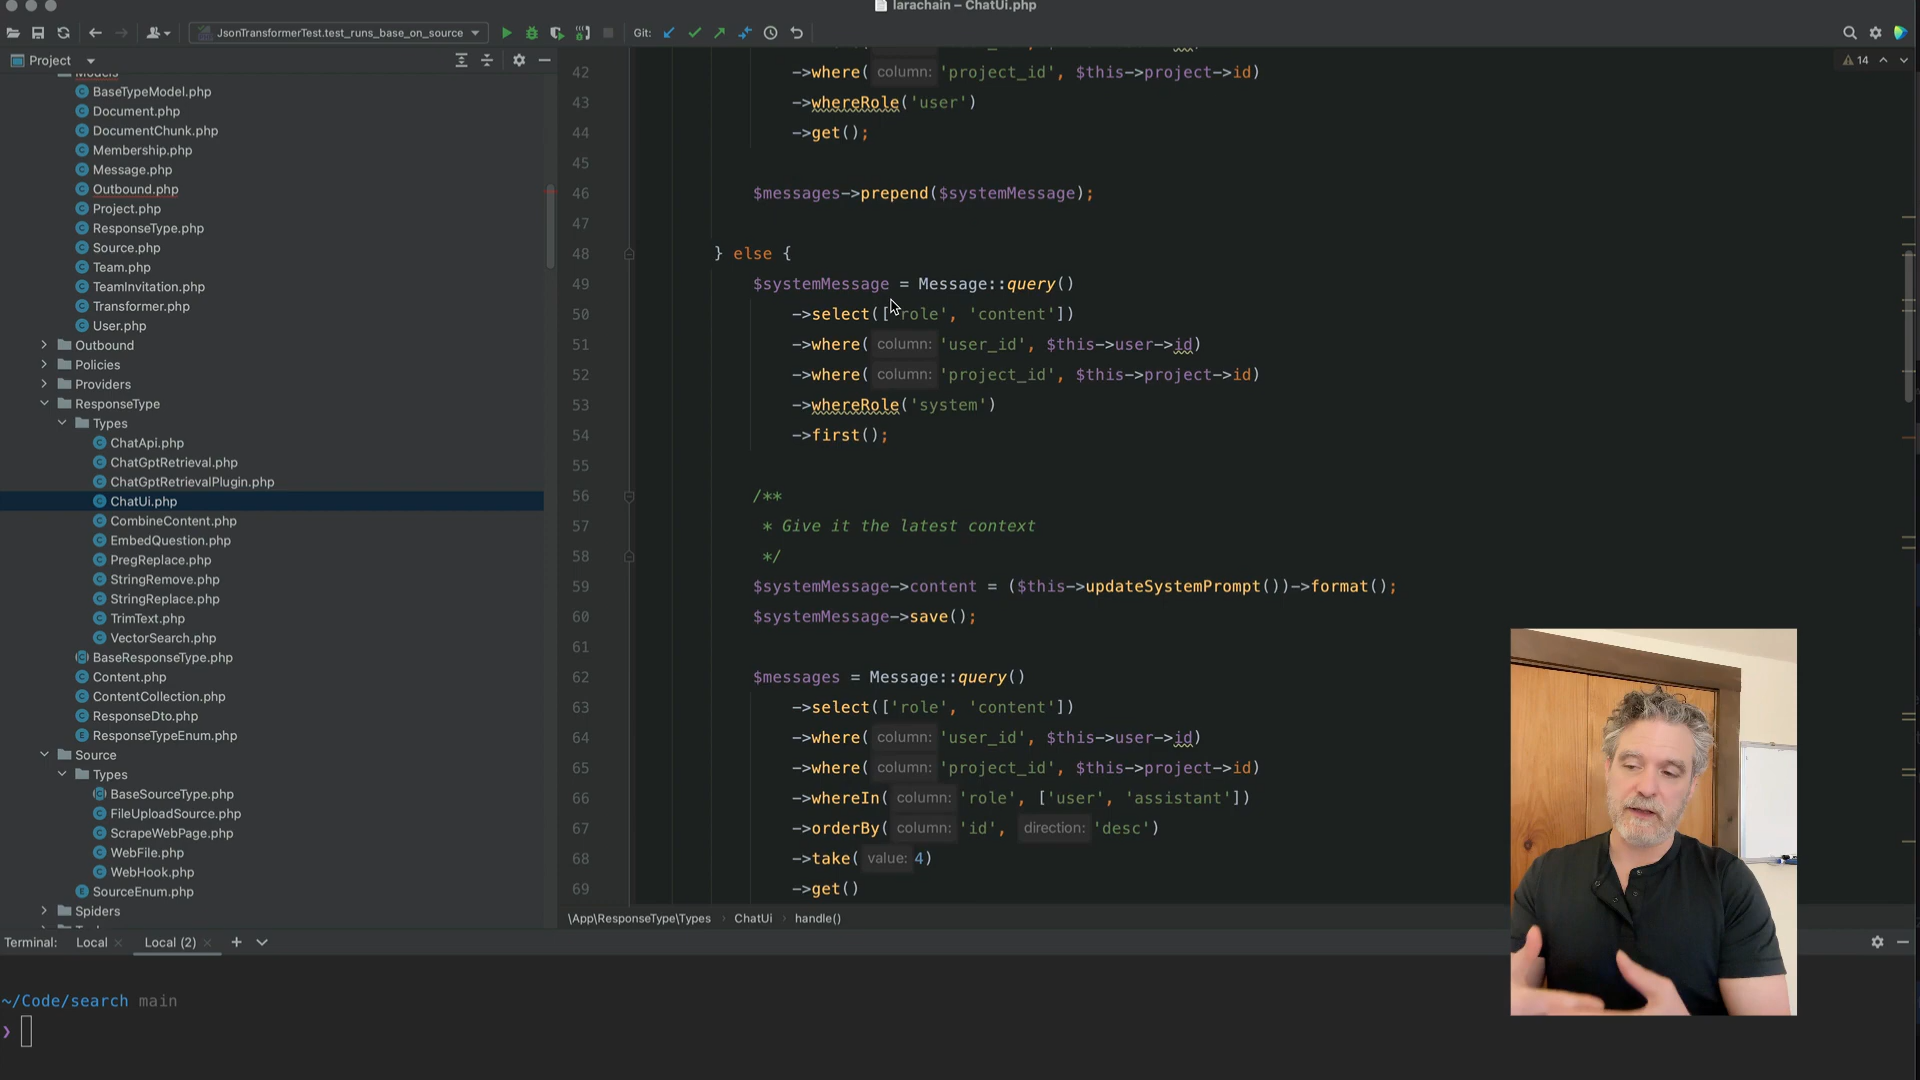 larachain – ChatUi.php
JsonTransformerTest.test_runs_base_on_source
Git:
Project
14
Models
BaseTypeModel.php
Document.php
DocumentChunk.php
Membership.php
Message.php
Outbound.php
Project.php
ResponseType.php
Source.php
Team.php
TeamInvitation.php
Transformer.php
User.php
Outbound
Policies
Providers
ResponseType
Types
ChatApi.php
ChatGptRetrieval.php
ChatGptRetrievalPlugin.php
ChatUi.php
CombineContent.php
EmbedQuestion.php
PregReplace.php
StringRemove.php
StringReplace.php
TrimText.php
VectorSearch.php
BaseResponseType.php
Content.php
ContentCollection.php
ResponseDto.php
ResponseTypeEnum.php
Source
Types
BaseSourceType.php
FileUploadSource.php
ScrapeWebPage.php
WebFile.php
WebHook.php
SourceEnum.php
Spiders
42 ->where( column: 'project_id', $this->project->id)
43 ->whereRole('user')
44 ->get();
45
46 $messages->prepend($systemMessage);
47
48 } else {
49 $systemMessage = Message::query()
50 ->select(['role', 'content'])
51 ->where( column: 'user_id', $this->user->id)
52 ->where( column: 'project_id', $this->project->id)
53 ->whereRole('system')
54 ->first();
55
56 /**
57 * Give it the latest context
58 */
59 $systemMessage->content = ($this->updateSystemPrompt())->format();
60 $systemMessage->save();
61
62 $messages = Message::query()
63 ->select(['role', 'content'])
64 ->where( column: 'user_id', $this->user->id)
65 ->where( column: 'project_id', $this->project->id)
66 ->whereIn( column: 'role', ['user', 'assistant'])
67 ->orderBy( column: 'id', direction: 'desc')
68 ->take( value: 4)
69 ->get()
\App\ResponseType\Types › ChatUi › handle()
Terminal: Local × Local (2) × +
~/Code/search main
❯